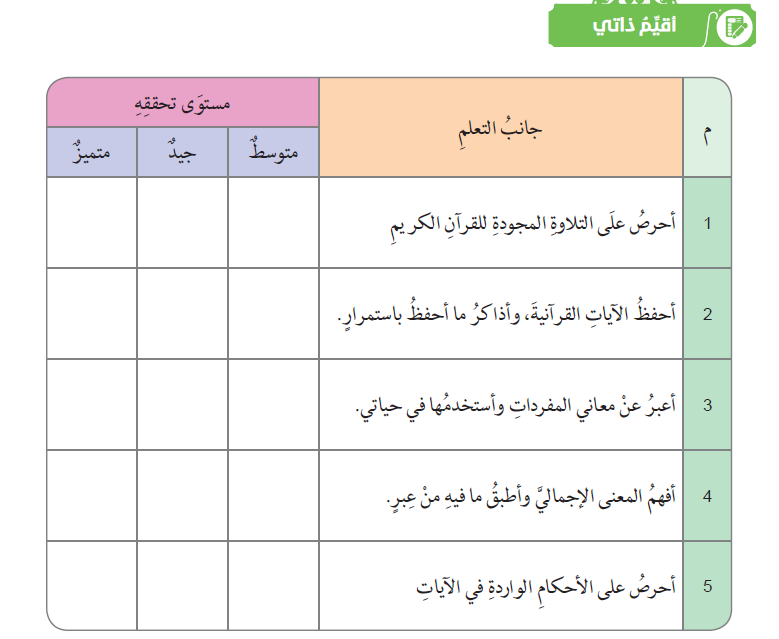 أقيِّمُ ذاتي
م
جانبُ التعلمِ
مستوَى تحققِهِ
متوسطٌ
جيدٌ
متميزٌ
1
أحرصُ علَى التلاوةِ المجودةِ للقرآنِ الكريمِ
2
أحفظُ الآياتِ القرآنيةَ، وأذاكرُ ما أحفظُ باستمرارٍ.
3
أعبرُ عنْ معاني المفرداتِ وأستخدمُها في حياتي.
4
أفهمُ المعنى الإجماليَّ وأطبقُ ما فيهِ منْ عِبرٍ.
5
أحرصُ على الأحكامِ الواردةِ في الآياتِ